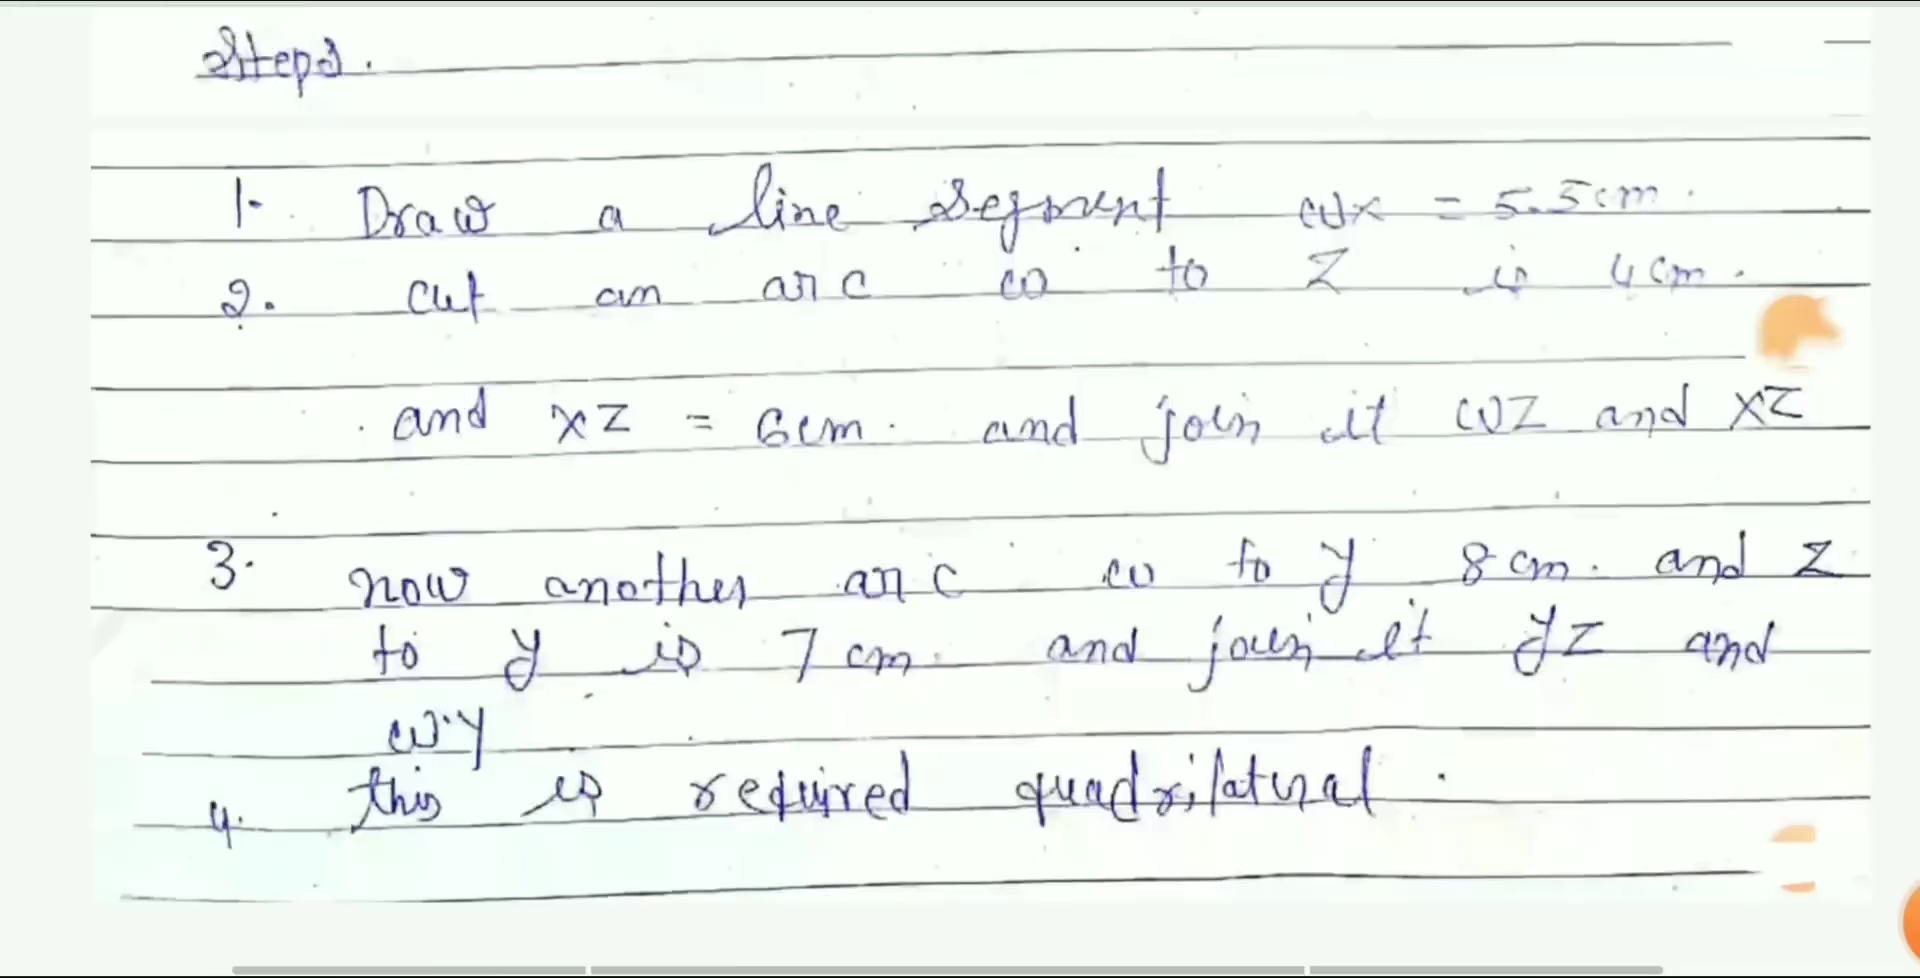 Steps.
1. Draw a line segment wx = 5.5cm.
2. cut an arc w to Z is 4cm.
and XZ = 6cm. and join it WZ and XZ
3. now another arc w to y 8cm. and Z
to y is 7cm. and join it yz and
wy
4. this is required quadrilateral.